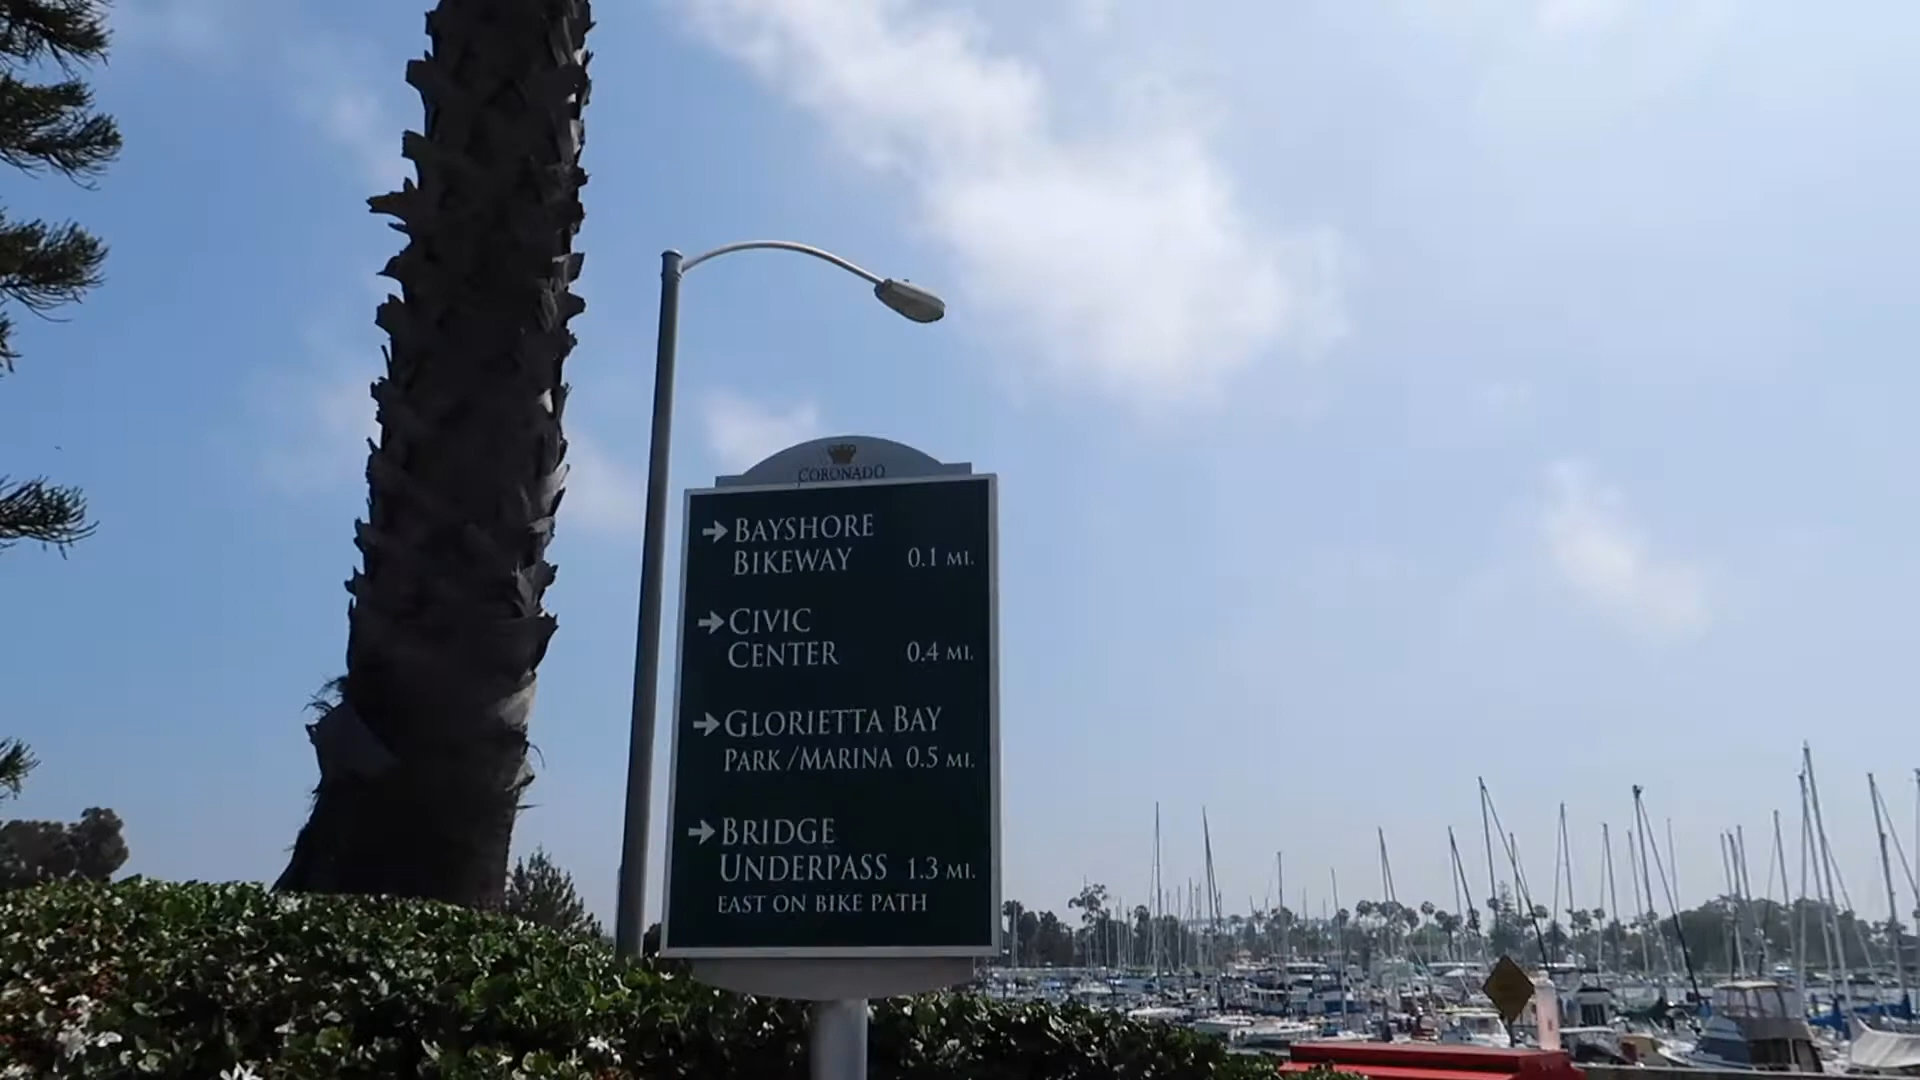 CORONADO
→ BAYSHORE
BIKEWAY 0.1 MI.
→ CIVIC
CENTER 0.4 MI.
→ GLORIETTA BAY
PARK/MARINA 0.5 MI.
→ BRIDGE
UNDERPASS 1.3 MI.
EAST ON BIKE PATH